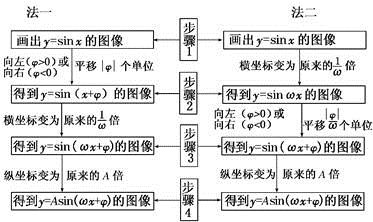 法一
法二
画出y=sin x的图像
步骤1
画出y=sin x的图像
向左(φ>0)或
向右(φ<0)
平移|φ|个单位
横坐标变为
原来的1/ω倍
得到y=sin(x+φ)的图像
步骤2
得到y=sin ωx的图像
横坐标变为
原来的1/ω倍
向左(φ>0)或
向右(φ<0)
平移|φ|/ω个单位
得到y=sin(ωx+φ)的图像
步骤3
得到y=sin(ωx+φ)的图像
纵坐标变为
原来的A倍
纵坐标变为
原来的A倍
得到y=Asin(ωx+φ)的图像
步骤4
得到y=Asin(ωx+φ)的图像